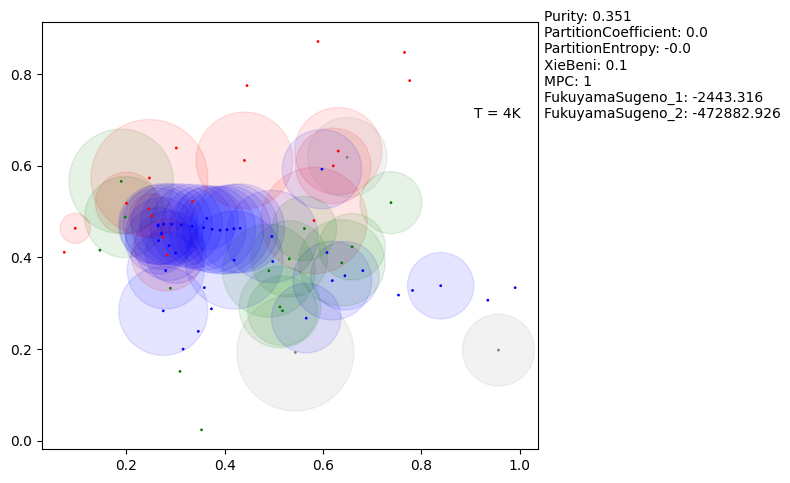 Purity: 0.351
PartitionCoefficient: 0.0
PartitionEntropy: -0.0
XieBeni: 0.1
MPC: 1
FukuyamaSugeno_1: -2443.316
FukuyamaSugeno_2: -472882.926
T = 4K
0.8
0.6
0.4
0.2
0.0
0.2 0.4 0.6 0.8 1.0